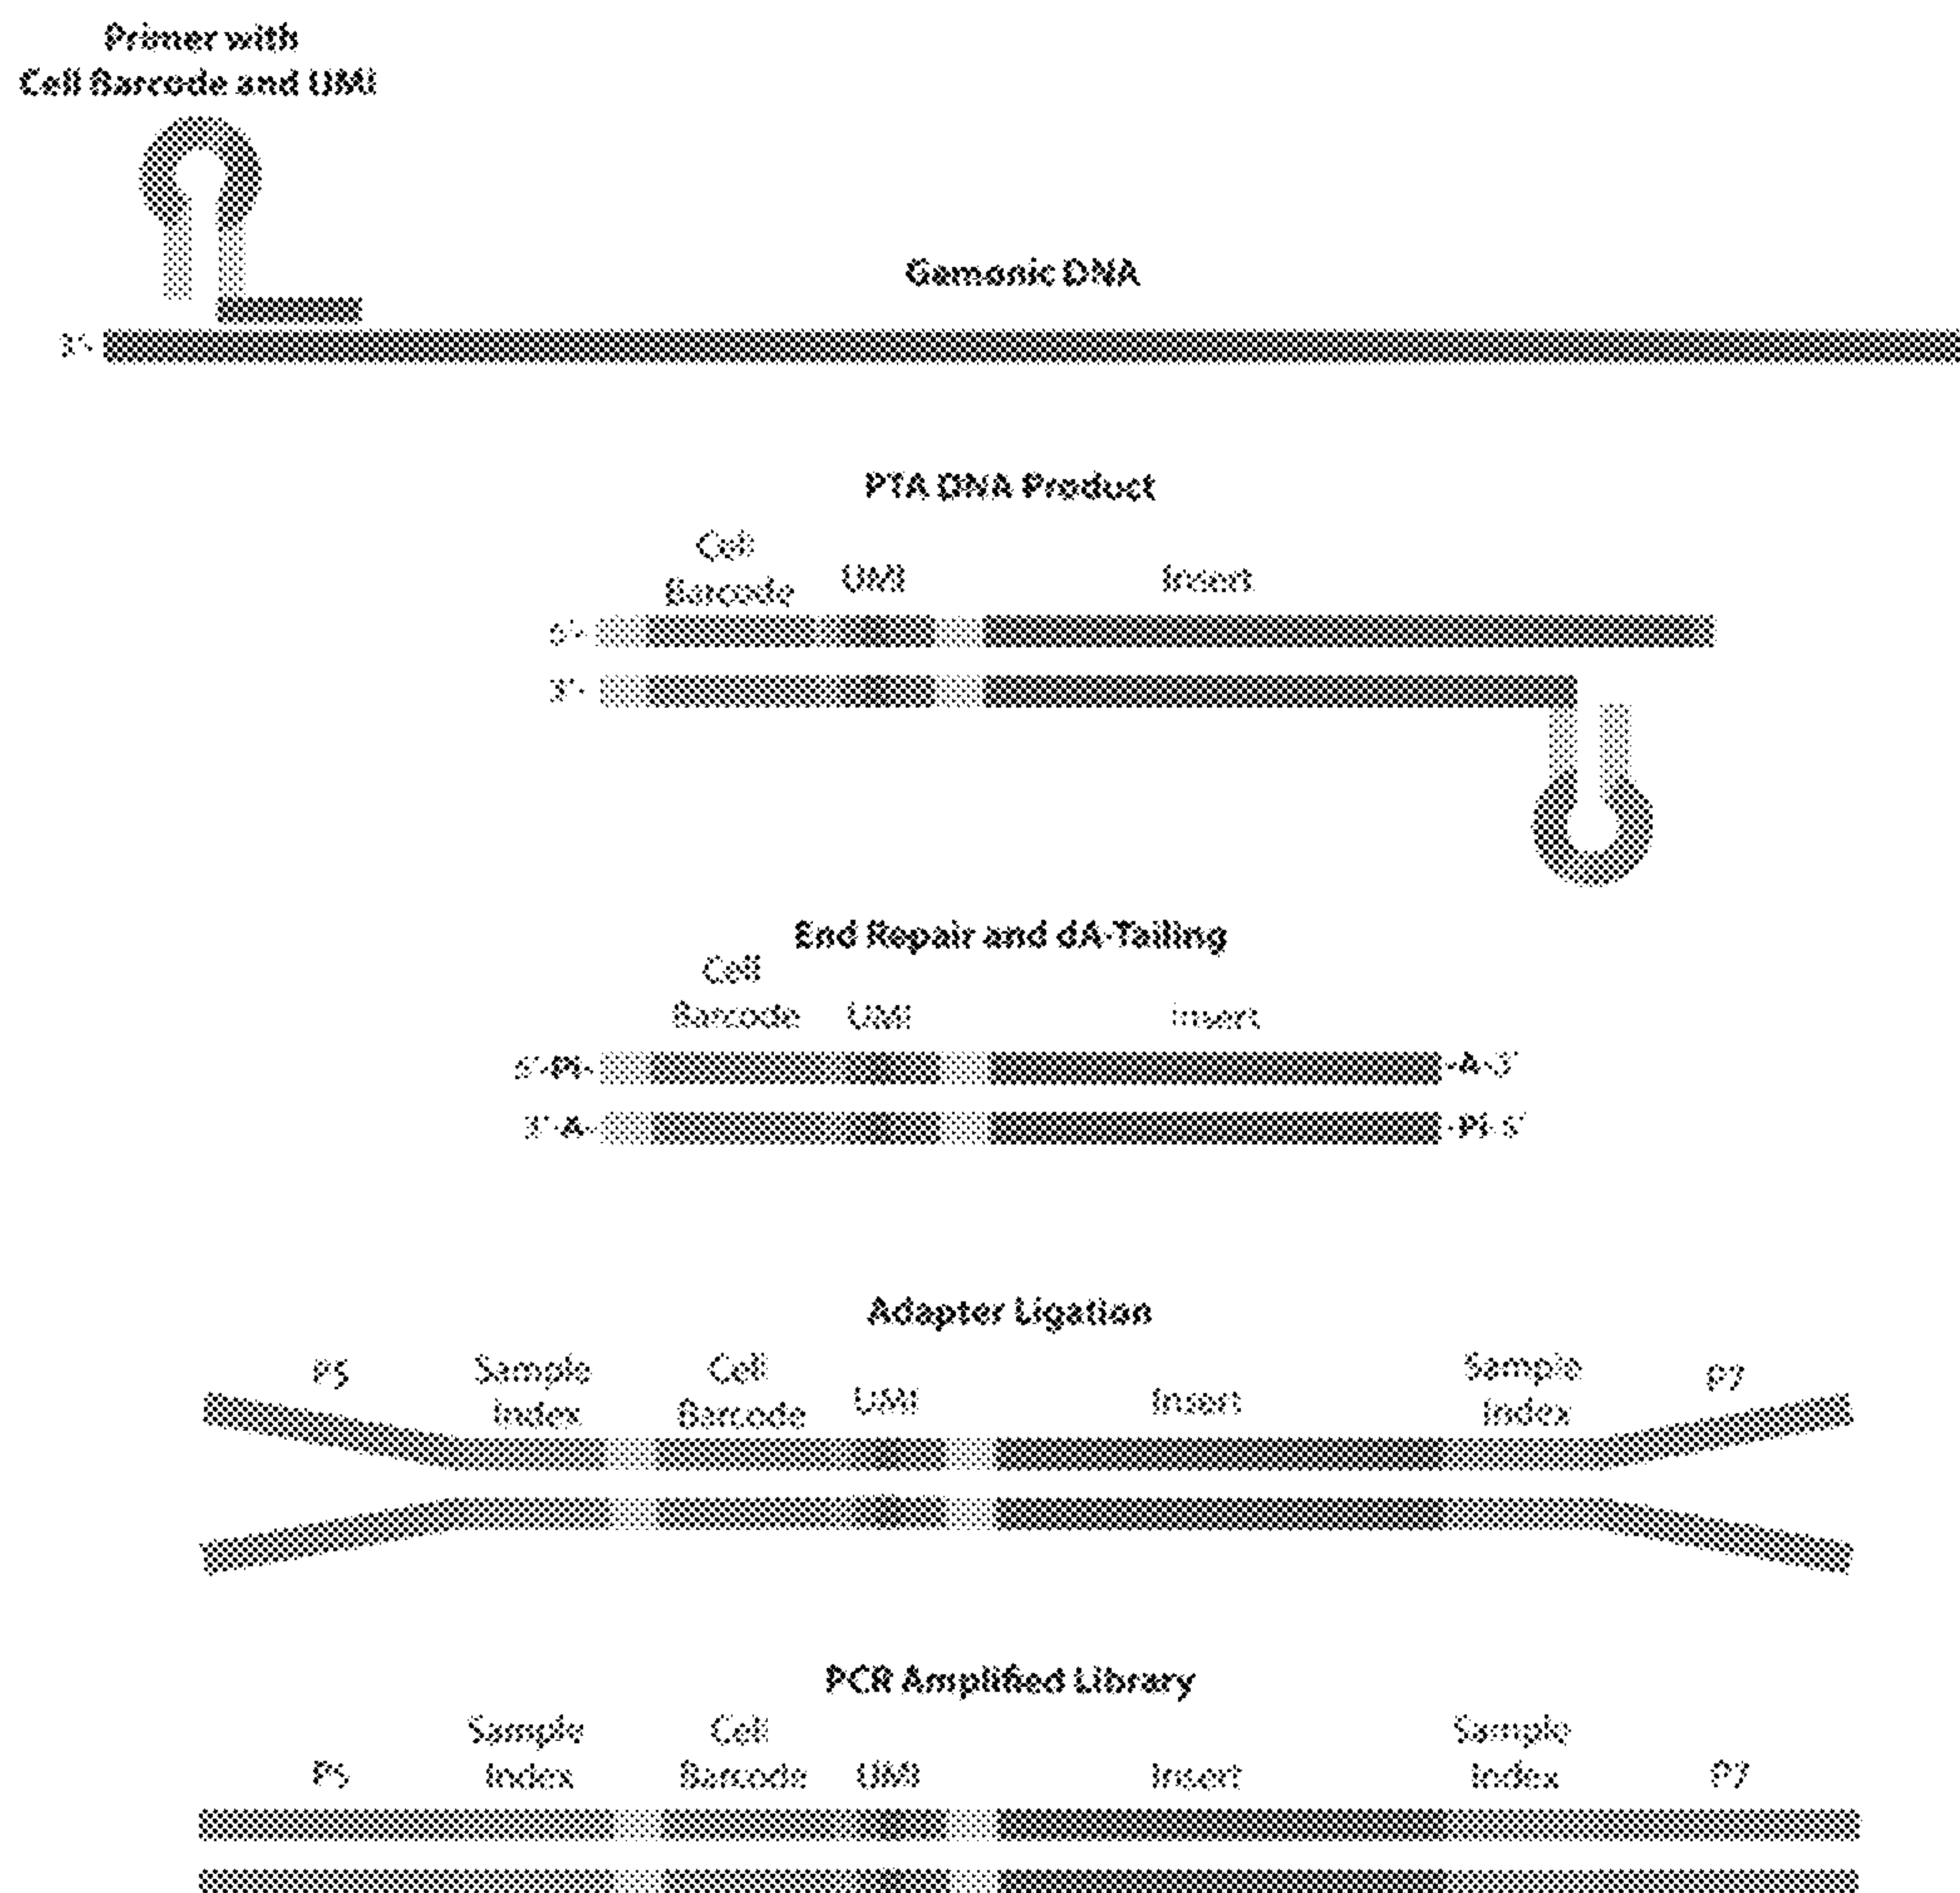 Primer with
Cell Barcode and UMI
Genomic DNA
3'-
PTA DNA Product
Cell
Barcode UMI Insert
5'-
3'-
End Repair and dA-Tailing
Cell
Barcode UMI Insert
5'-Pi- -A-3'
3'-A- -Pi-5'
Adapter Ligation
P5 Sample Cell Sample P7
Index Barcode UMI Insert Index
PCR Amplified Library
Sample Cell Sample
P5 Index Barcode UMI Insert Index P7